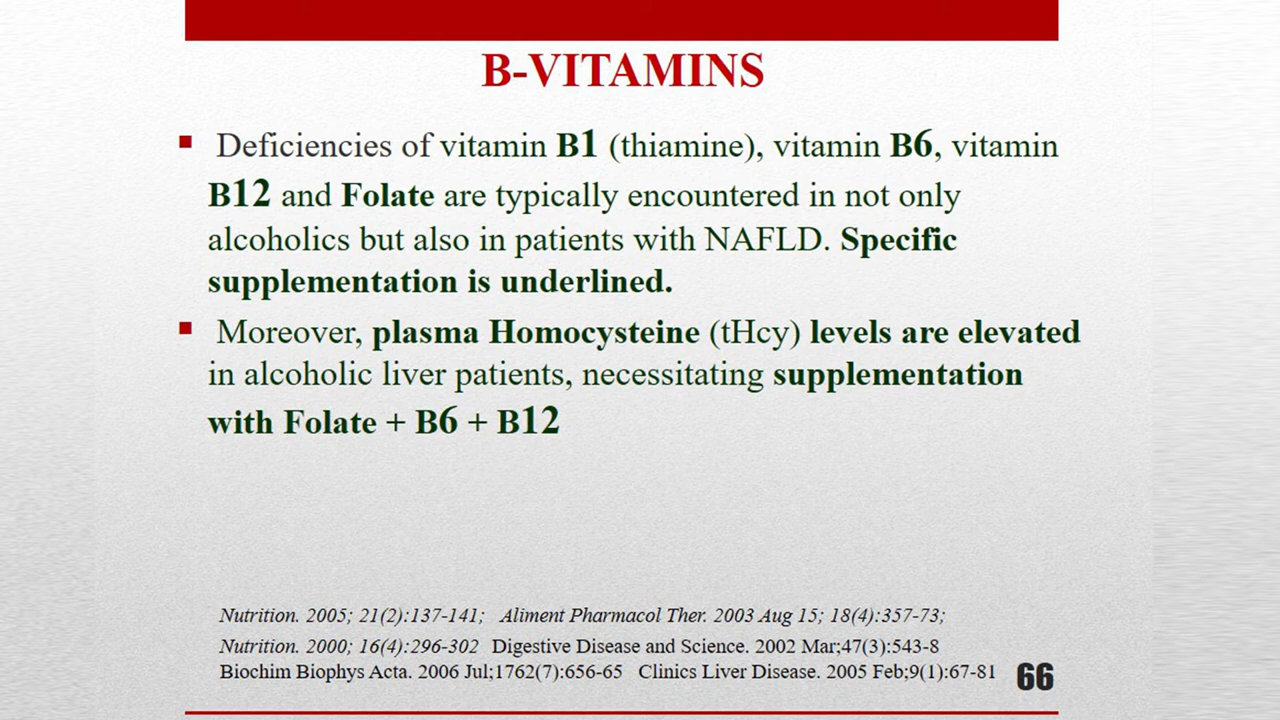 B-VITAMINS
▪ Deficiencies of vitamin B1 (thiamine), vitamin B6, vitamin
B12 and Folate are typically encountered in not only
alcoholics but also in patients with NAFLD. Specific
supplementation is underlined.
▪ Moreover, plasma Homocysteine (tHcy) levels are elevated
in alcoholic liver patients, necessitating supplementation
with Folate + B6 + B12
Nutrition. 2005; 21(2):137-141; Aliment Pharmacol Ther. 2003 Aug 15; 18(4):357-73;
Nutrition. 2000; 16(4):296-302 Digestive Disease and Science. 2002 Mar;47(3):543-8
Biochim Biophys Acta. 2006 Jul;1762(7):656-65 Clinics Liver Disease. 2005 Feb;9(1):67-81
66